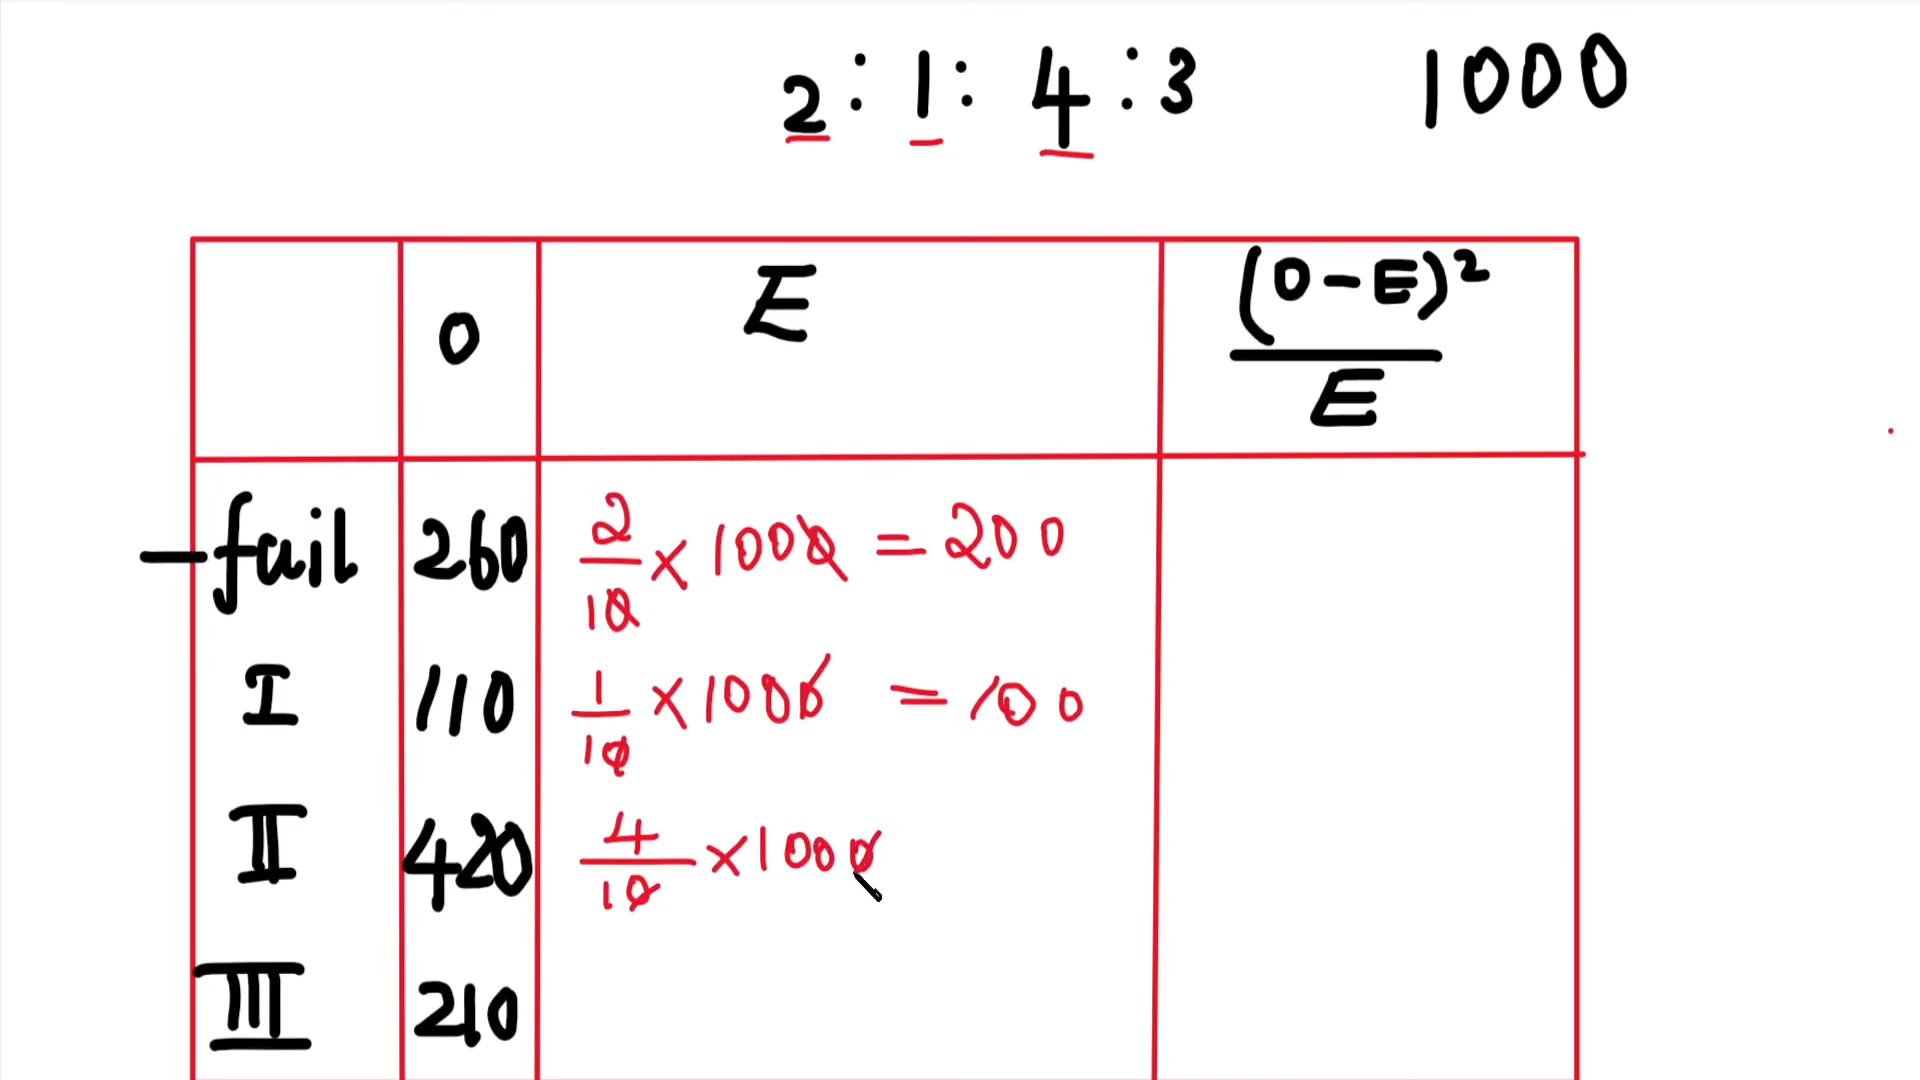 2 : 1 : 4 : 3 1000
O E (O-E)²/E
fail 260 2/10 × 1000 = 200
I 110 1/10 × 1000 = 100
II 420 4/10 × 1000
III 210